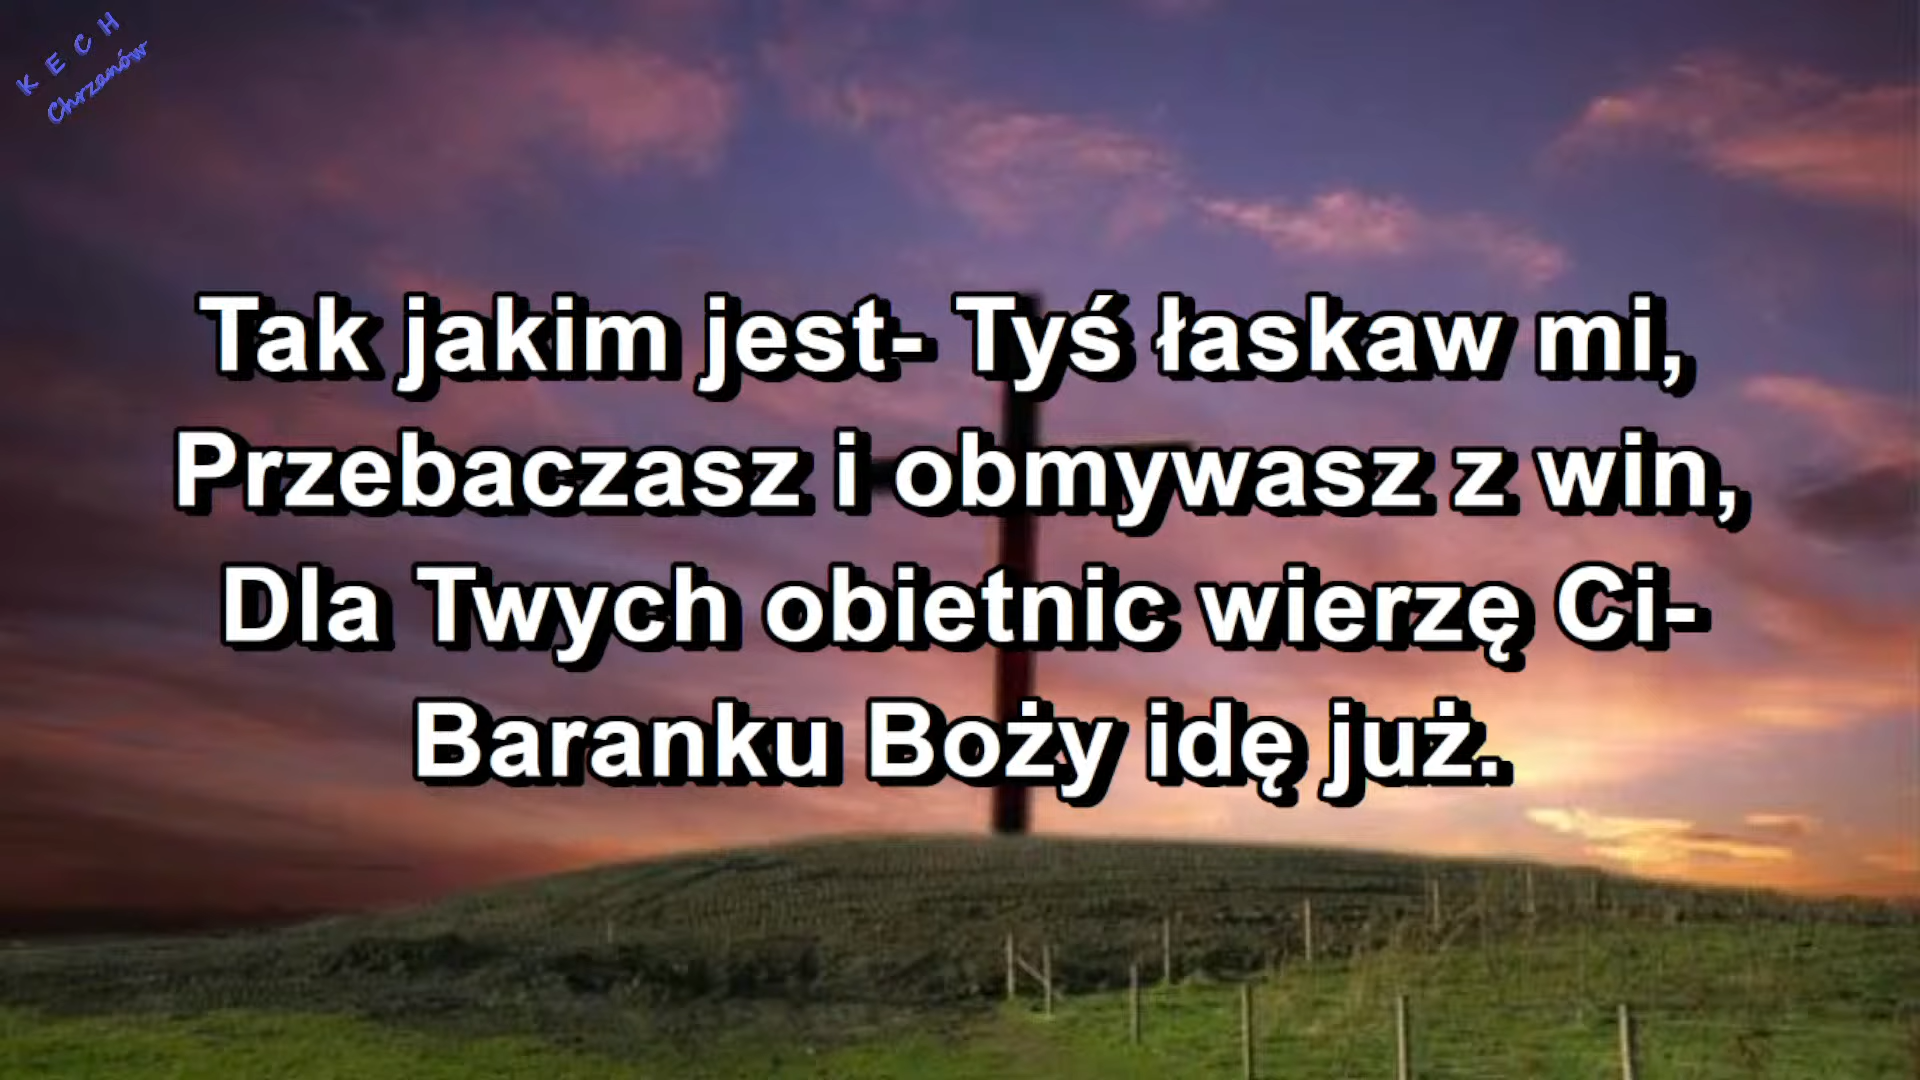 K E C H
Chrzanów
Tak jakim jest- Tyś łaskaw mi,
Przebaczasz i obmywasz z win,
Dla Twych obietnic wierzę Ci-
Baranku Boży idę już.